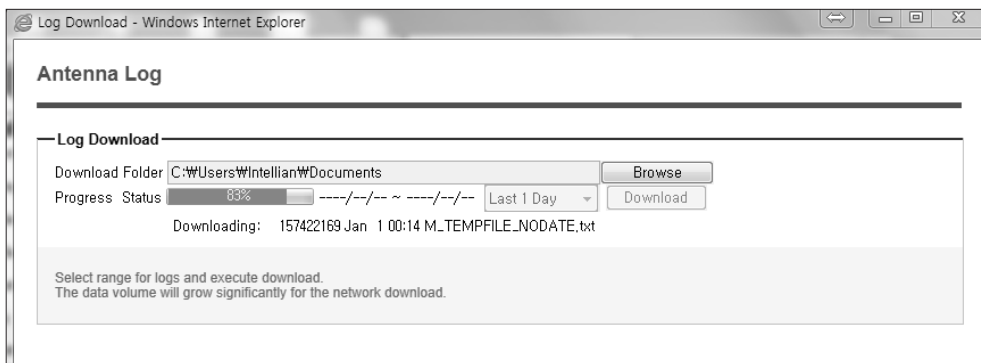 Log Download - Windows Internet Explorer
Antenna Log
Log Download
Download Folder C:₩Users₩Intellian₩Documents Browse
Progress Status 83% ----/--/-- ~ ----/--/-- Last 1 Day Download
Downloading: 157422169 Jan 1 00:14 M_TEMPFILE_NODATE,txt
Select range for logs and execute download.
The data volume will grow significantly for the network download.